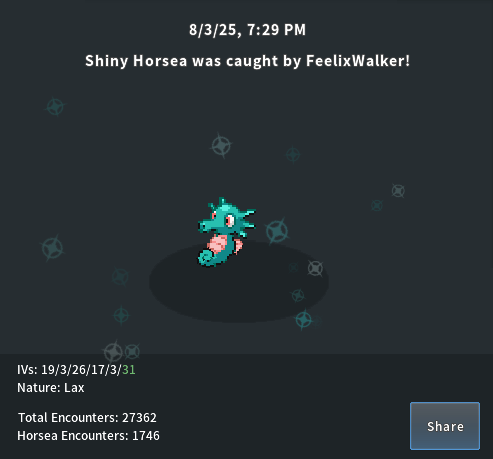 8/3/25, 7:29 PM
Shiny Horsea was caught by FeelixWalker!
IVs: 19/3/26/17/3/31
Nature: Lax
Total Encounters: 27362
Horsea Encounters: 1746
Share